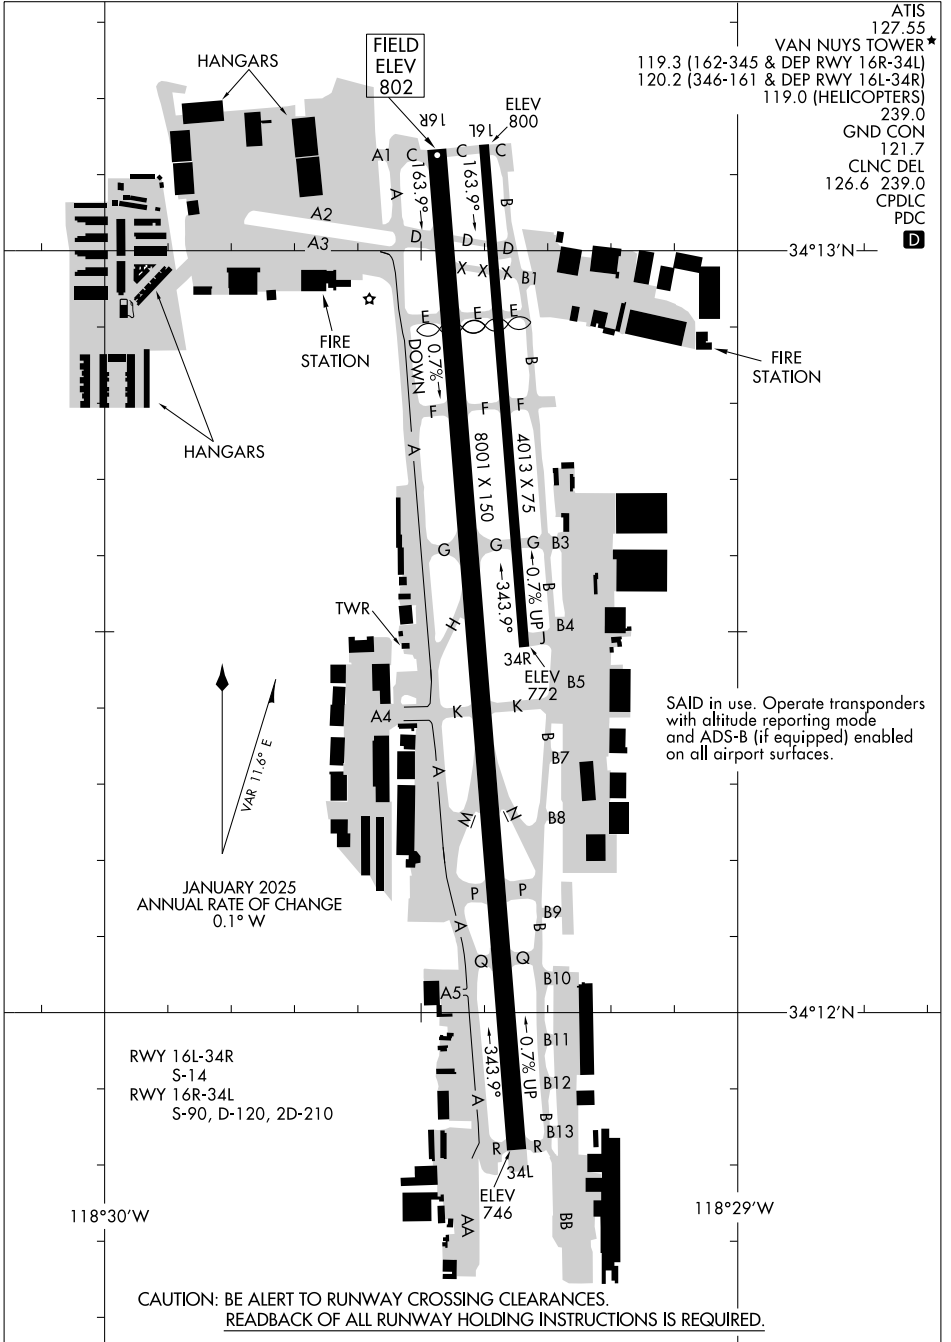 ATIS
127.55
VAN NUYS TOWER
119.3 (162-345 & DEP RWY 16R-34L)
120.2 (346-161 & DEP RWY 16L-34R)
119.0 (HELICOPTERS)
239.0
GND CON
121.7
CLNC DEL
126.6 239.0
CPDLC
PDC
D
FIELD
ELEV
802
HANGARS
ELEV
800
16R
16L
A1
C
C
C
163.9°
163.9°
A
B
A2
A3
D
D
D
34°13'N
X
X
X
B1
E
E
E
FIRE
STATION
FIRE
STATION
0.7%
DOWN
B
F
F
F
HANGARS
A
8001 X 150
4013 X 75
G
G
G
B3
343.9°
0.7% UP
B
TWR
H
B4
34R
ELEV
772
B5
A4
K
K
SAID in use. Operate transponders
with altitude reporting mode
and ADS-B (if equipped) enabled
on all airport surfaces.
VAR 11.6° E
A
B
B7
M
N
B8
JANUARY 2025
ANNUAL RATE OF CHANGE
0.1° W
P
P
B9
A
B
Q
Q
B10
A5
34°12'N
343.9°
0.7% UP
B11
RWY 16L-34R
S-14
RWY 16R-34L
S-90, D-120, 2D-210
B12
A
B
B13
R
R
34L
ELEV
746
118°30'W
118°29'W
AA
BB
CAUTION: BE ALERT TO RUNWAY CROSSING CLEARANCES.
READBACK OF ALL RUNWAY HOLDING INSTRUCTIONS IS REQUIRED.